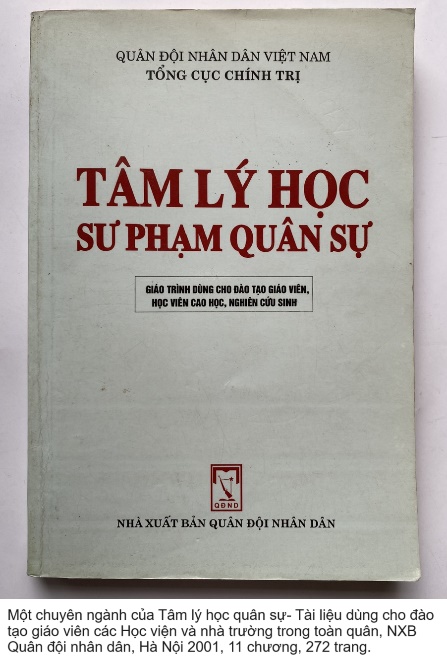 QUÂN ĐỘI NHÂN DÂN VIỆT NAM
TỔNG CỤC CHÍNH TRỊ
TÂM LÝ HỌC
SƯ PHẠM QUÂN SỰ
GIÁO TRÌNH DÙNG CHO ĐÀO TẠO GIÁO VIÊN,
HỌC VIÊN CAO HỌC, NGHIÊN CỨU SINH
QĐND
NHÀ XUẤT BẢN QUÂN ĐỘI NHÂN DÂN
Một chuyên ngành của Tâm lý học quân sự- Tài liệu dùng cho đào
tạo giáo viên các Học viện và nhà trường trong toàn quân, NXB
Quân đội nhân dân, Hà Nội 2001, 11 chương, 272 trang.